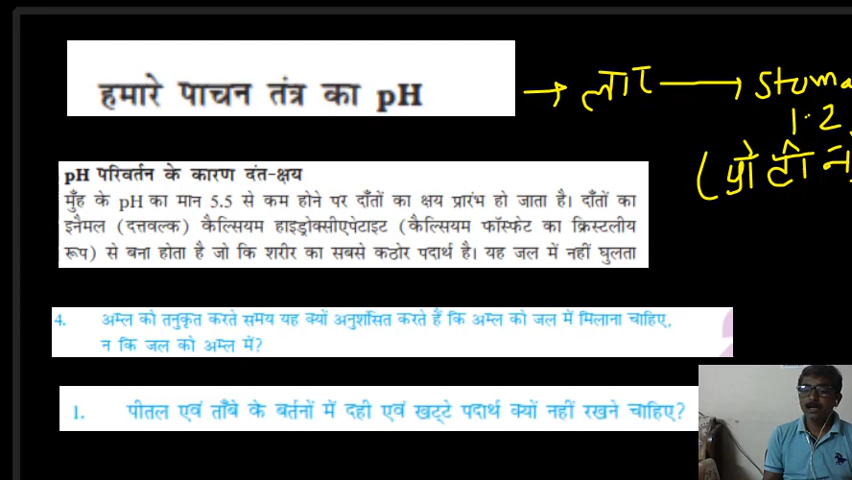 हमारे पाचन तंत्र का pH
→ लार → Stoma
1.2
(प्रोटीन
pH परिवर्तन के कारण दंत-क्षय
मुँह के pH का मान 5.5 से कम होने पर दाँतों का क्षय प्रारंभ हो जाता है। दाँतों का
इनैमल (दत्तवल्क) कैल्सियम हाइड्रोक्सीएपेटाइट (कैल्सियम फॉस्फेट का क्रिस्टलीय
रूप) से बना होता है जो कि शरीर का सबसे कठोर पदार्थ है। यह जल में नहीं घुलता
4. अम्ल को तनुकृत करते समय यह क्यों अनुशंसित करते हैं कि अम्ल को जल में मिलाना चाहिए,
न कि जल को अम्ल में?
1. पीतल एवं ताँबे के बर्तनों में दही एवं खट्टे पदार्थ क्यों नहीं रखने चाहिए?